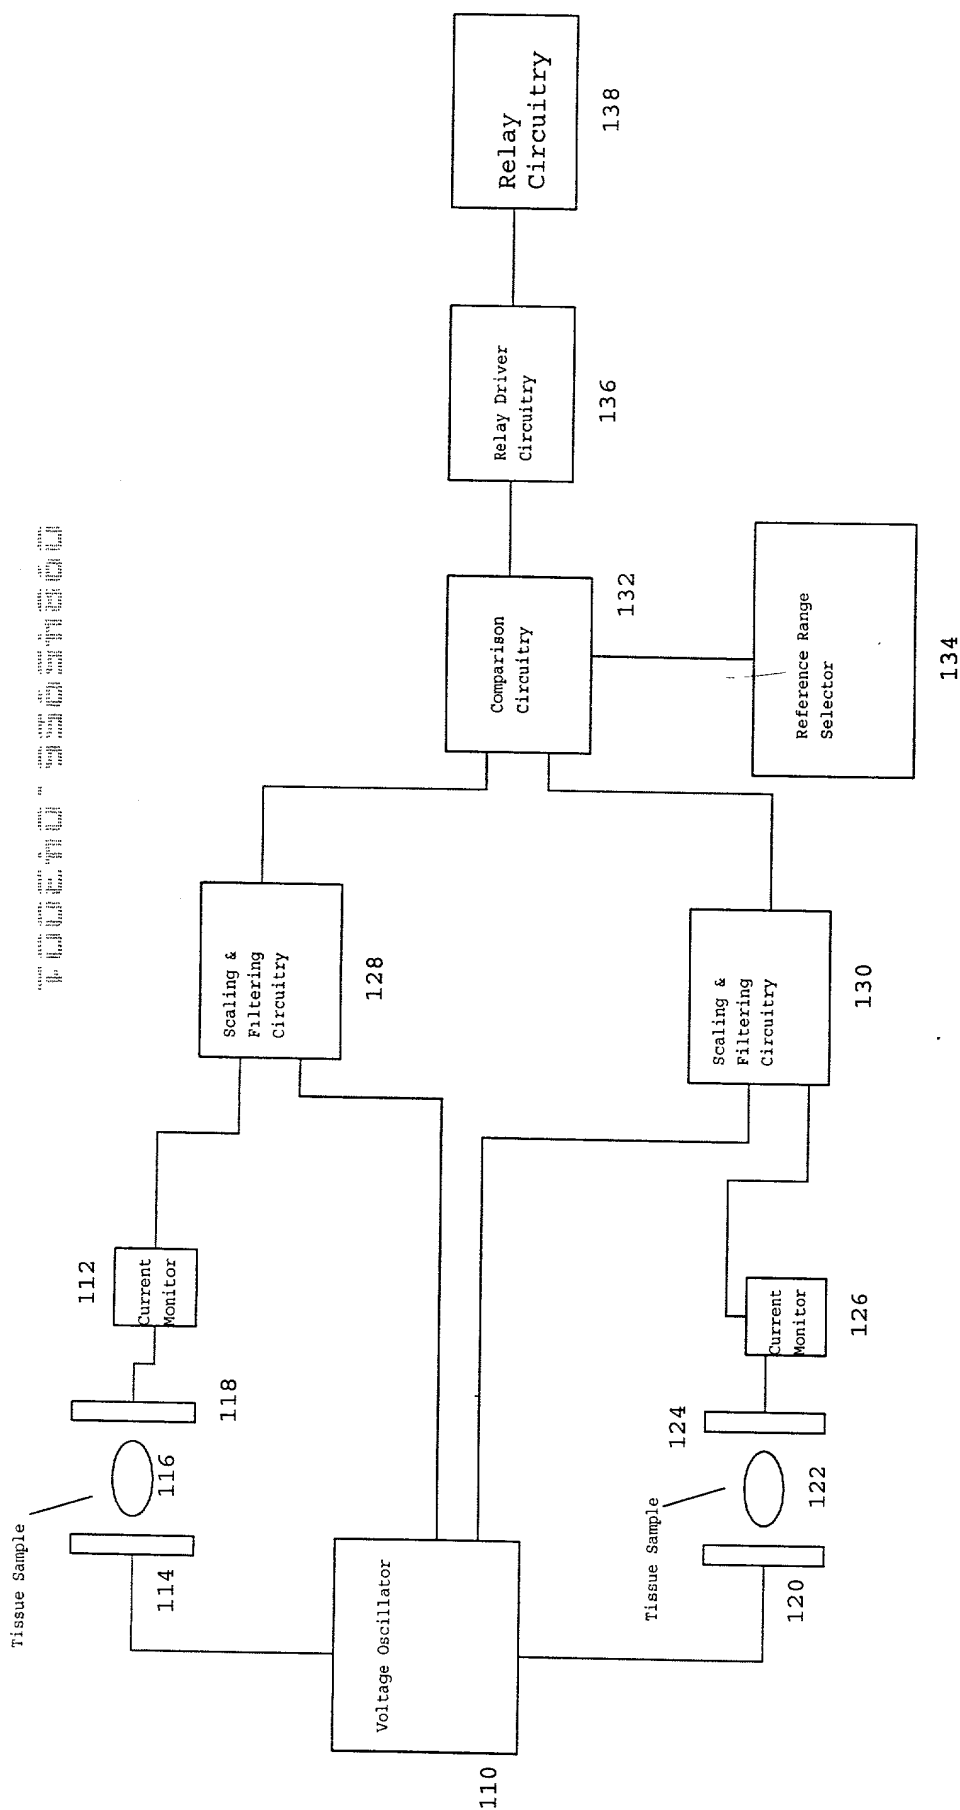 Tissue Sample
114
116
118
112
Current
Monitor
Scaling &
Filtering
Circuitry
128
Voltage Oscillator
110
Comparison
Circuitry
132
Relay Driver
Circuitry
136
Relay
Circuitry
138
Tissue Sample
120
122
124
Current
Monitor
126
Scaling &
Filtering
Circuitry
130
Reference Range
Selector
134